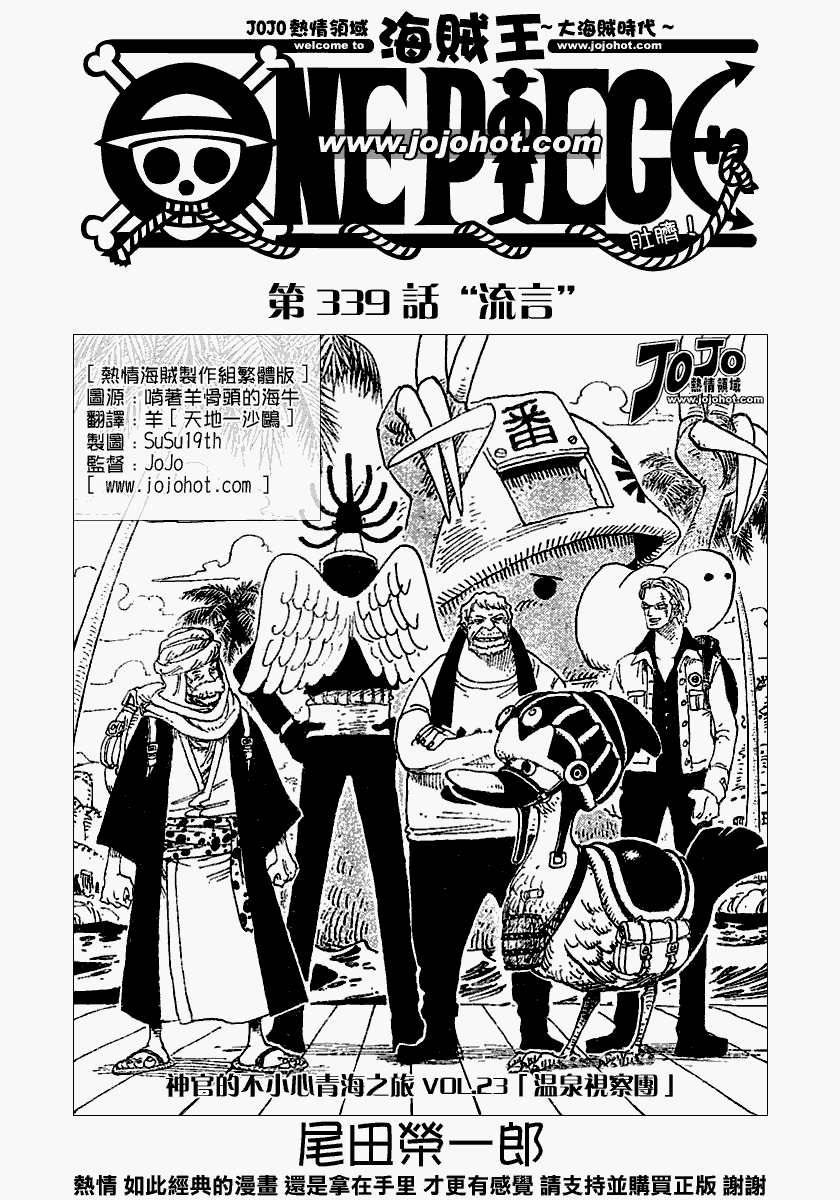 JOJO熱情領域 海賊王 ~大海賊時代~
welcome to www.jojohot.com
ONE PIECE
www.jojohot.com
肚臍!
第 339 話 “流言”
[ 熱情海賊製作組繁體版 ]
圖源：啃著羊骨頭的海牛
翻譯：羊 [ 天地一沙鷗 ]
製圖：SuSu19th
監督：JoJo
[ www.jojohot.com ]
JOJO
熱情領域
www.jojohot.com
番
神官的不小心青海之旅 VOL.23「溫泉視察團」
尾田榮一郎
熱情 如此經典的漫畫 還是拿在手里 才更有感覺 請支持並購買正版 謝謝